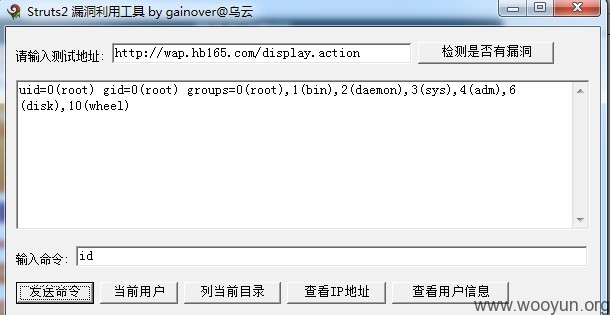 Struts2 漏洞利用工具 by gainover@乌云
请输入测试地址: http://wap.hb165.com/display.action 检测是否有漏洞
uid=0(root) gid=0(root) groups=0(root),1(bin),2(daemon),3(sys),4(adm),6
(disk),10(wheel)
输入命令: id
发送命令 当前用户 列当前目录 查看IP地址 查看用户信息
www.wooyun.org